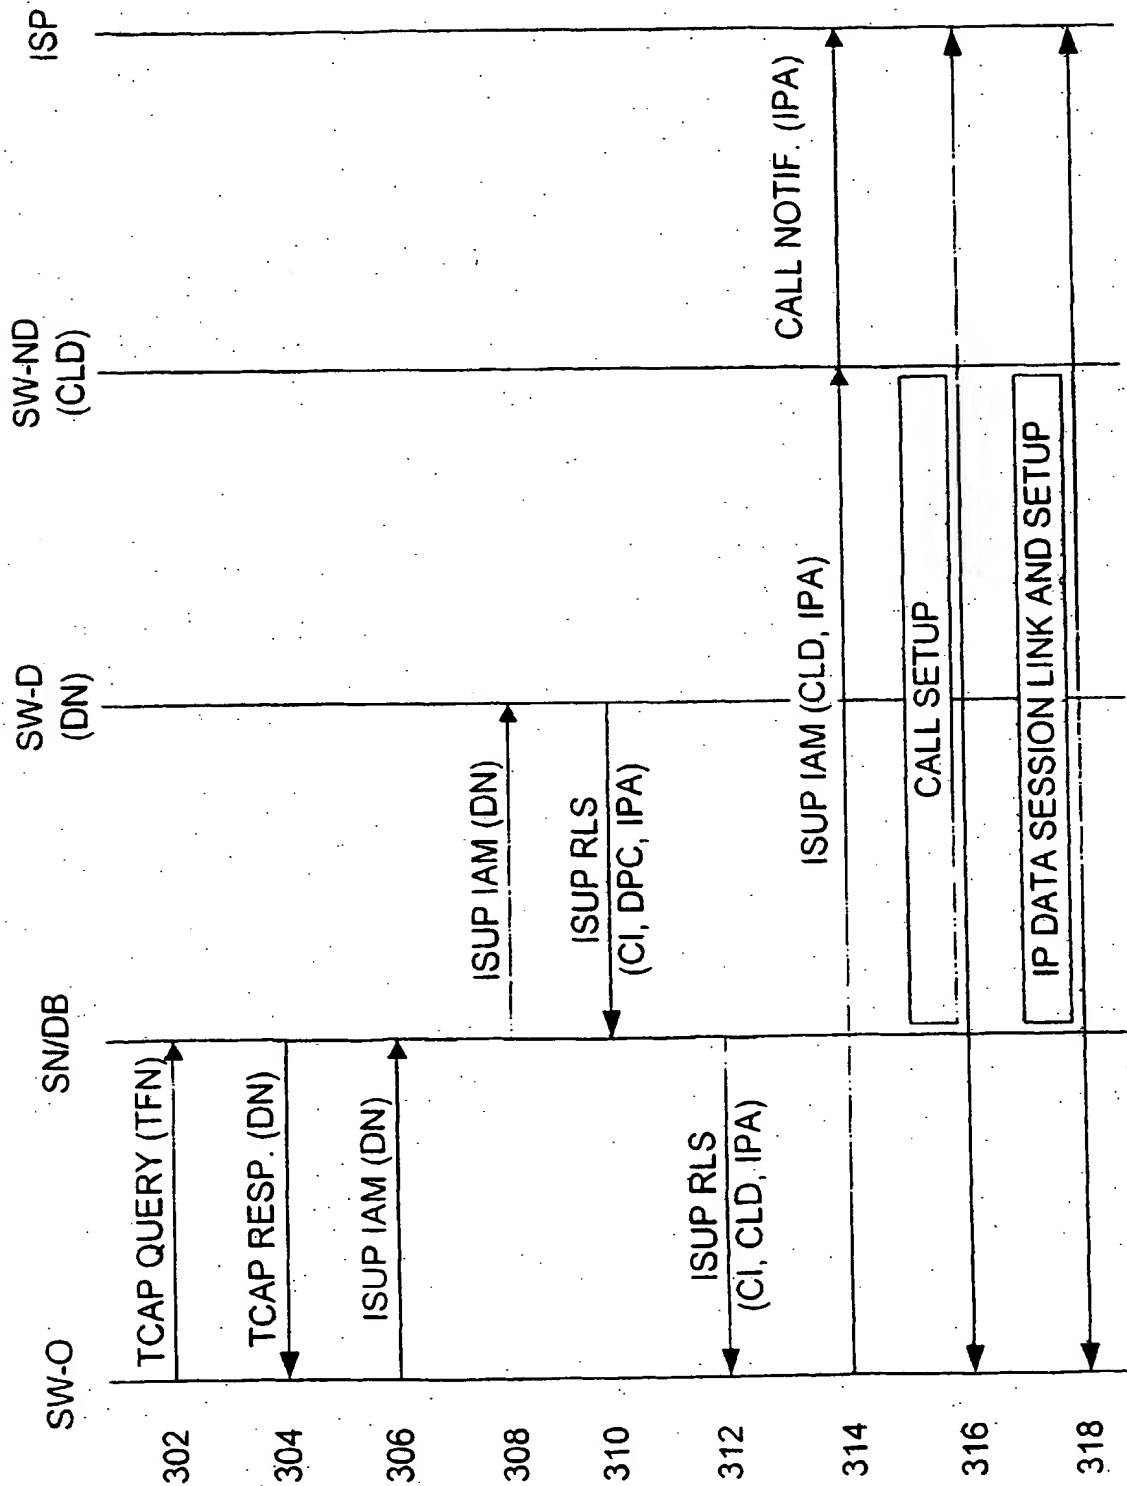 SW-O
SN/DB
SW-D
(DN)
SW-ND
(CLD)
ISP
302
TCAP QUERY (TFN)
304
TCAP RESP. (DN)
306
ISUP IAM (DN)
308
ISUP IAM (DN)
310
ISUP RLS
(CI, DPC, IPA)
312
ISUP RLS
(CI, CLD, IPA)
314
ISUP IAM (CLD, IPA)
CALL NOTIF. (IPA)
316
CALL SETUP
318
IP DATA SESSION LINK AND SETUP